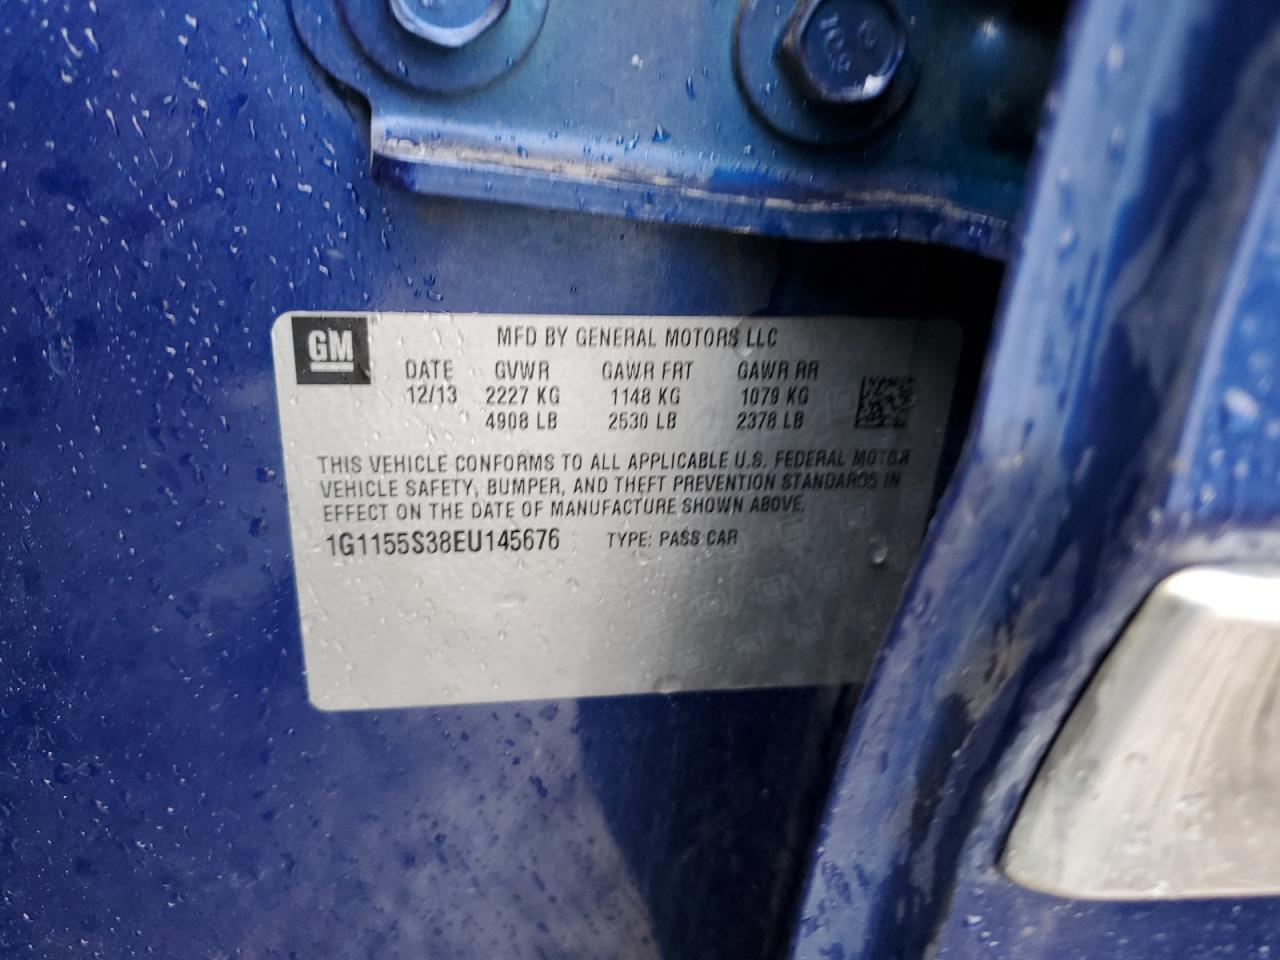 GM MFD BY GENERAL MOTORS LLC
DATE GVWR GAWR FRT GAWR RR
12/13 2227 KG 1148 KG 1079 KG
4908 LB 2530 LB 2378 LB
THIS VEHICLE CONFORMS TO ALL APPLICABLE U.S. FEDERAL MOTOR
VEHICLE SAFETY, BUMPER, AND THEFT PREVENTION STANDARDS IN
EFFECT ON THE DATE OF MANUFACTURE SHOWN ABOVE.
1G1155S38EU145676 TYPE: PASS CAR